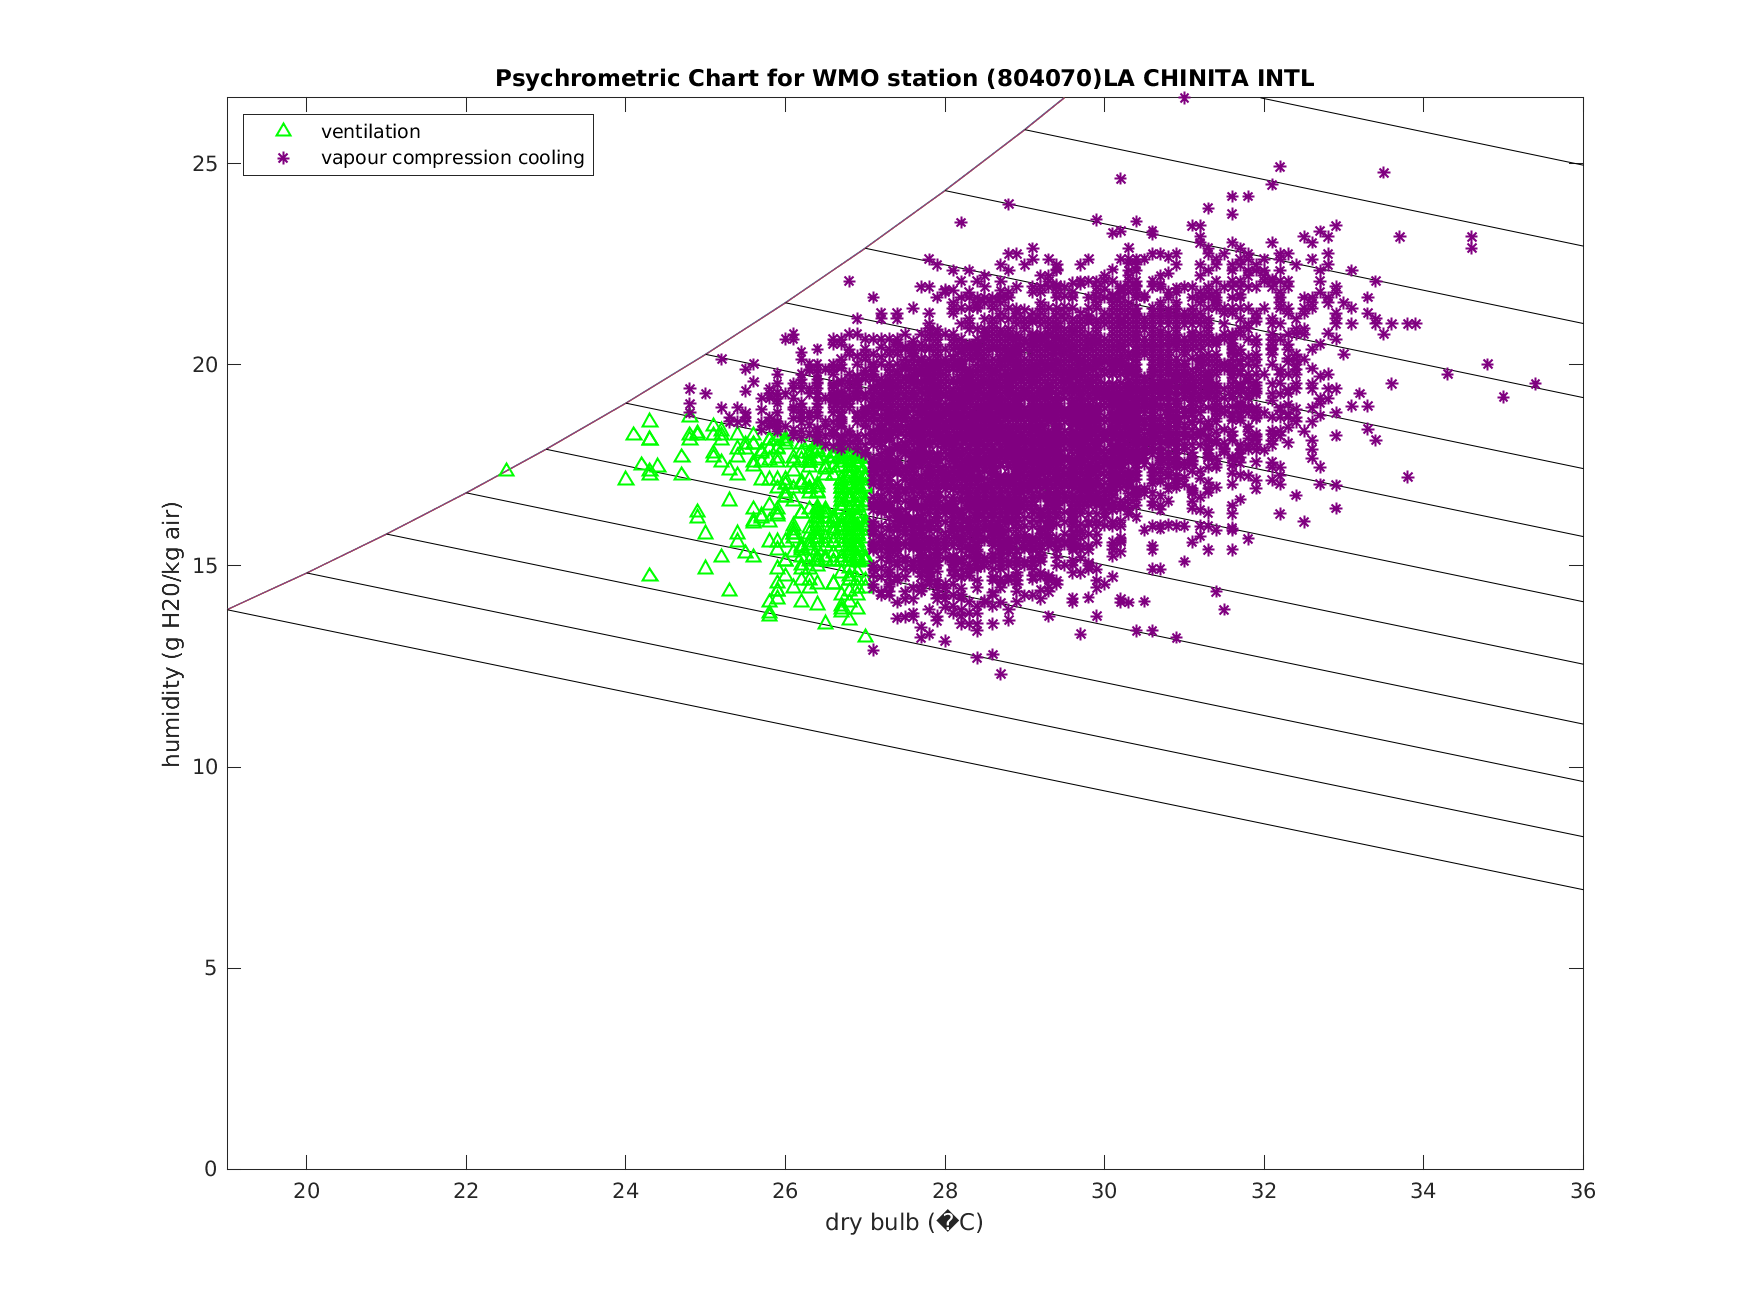 Psychrometric Chart for WMO station (804070)LA CHINITA INTL
ventilation
vapour compression cooling
humidity (g H20/kg air)
25
20
15
10
5
0
20 22 24 26 28 30 32 34 36
dry bulb (�C)